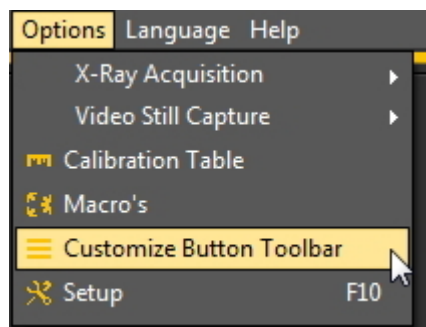 Options Language Help
X-Ray Acquisition
Video Still Capture
Calibration Table
Macro's
Customize Button Toolbar
Setup F10